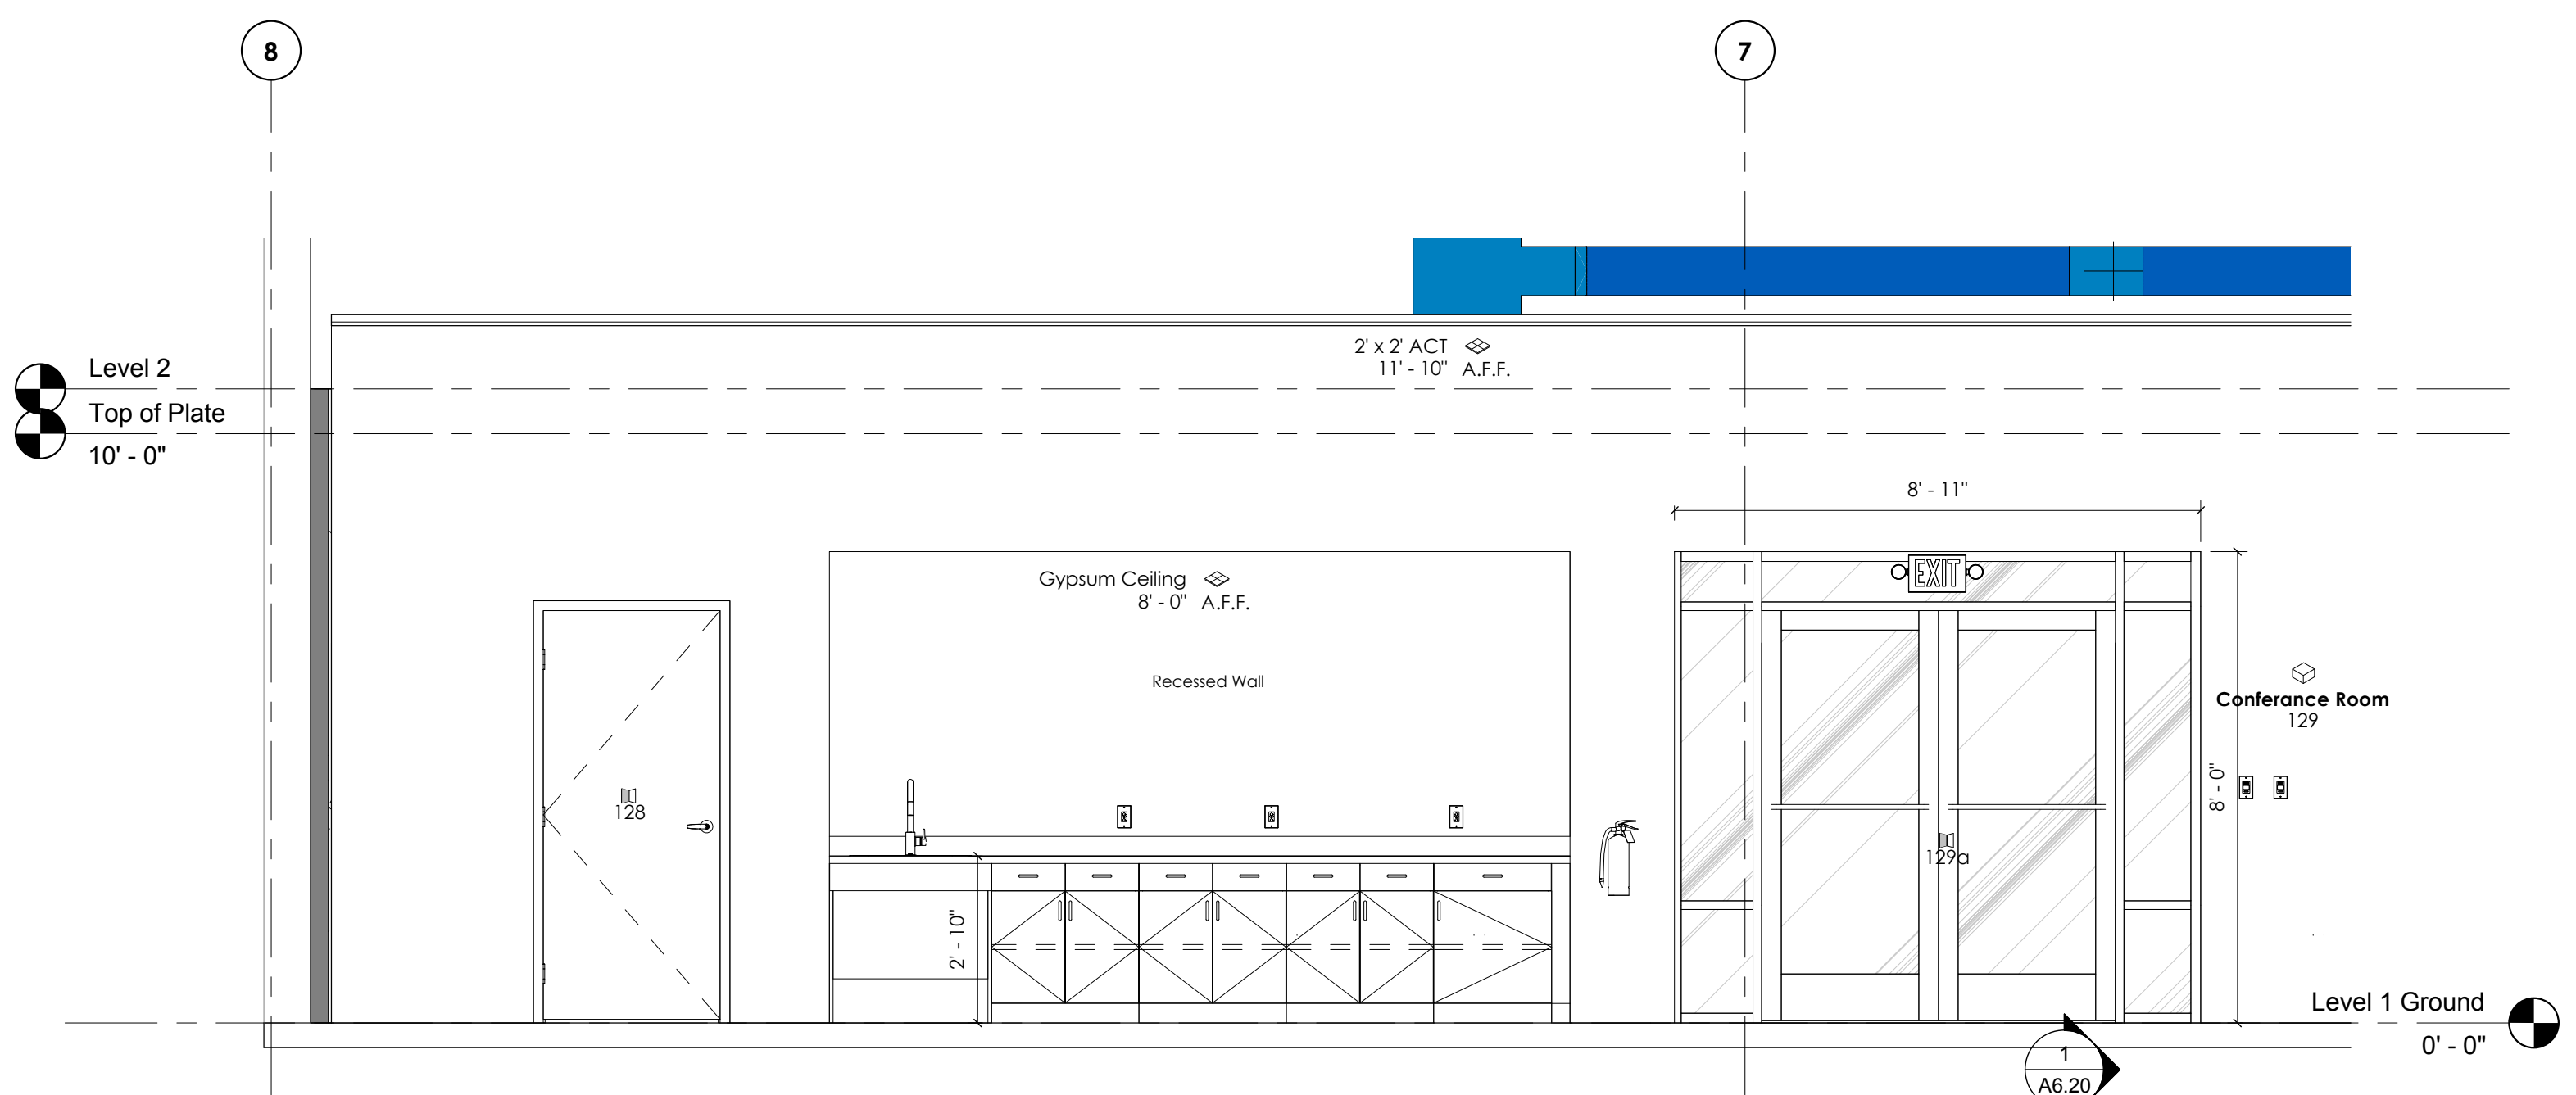 8
7
2' x 2' ACT
11' - 10" A.F.F.
Level 2
Top of Plate
10' - 0"
8' - 11"
EXIT
Gypsum Ceiling
8' - 0" A.F.F.
Recessed Wall
Conferance Room
129
8' - 0"
128
129a
2' - 10"
Level 1 Ground
0' - 0"
1
A6.20